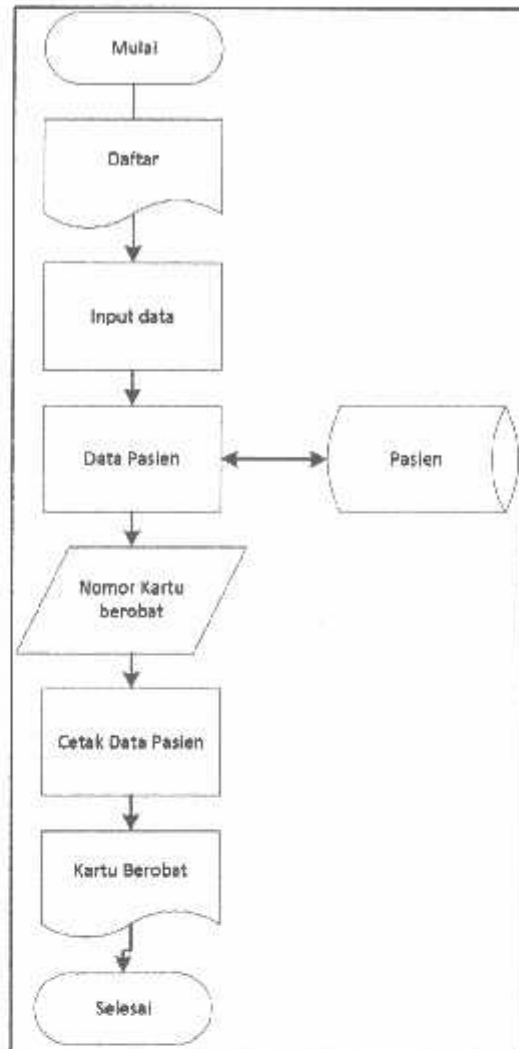 Mulai
Daftar
Input data
Data Pasien
Pasien
Nomor Kartu
berobat
Cetak Data Pasien
Kartu Berobat
Selesai